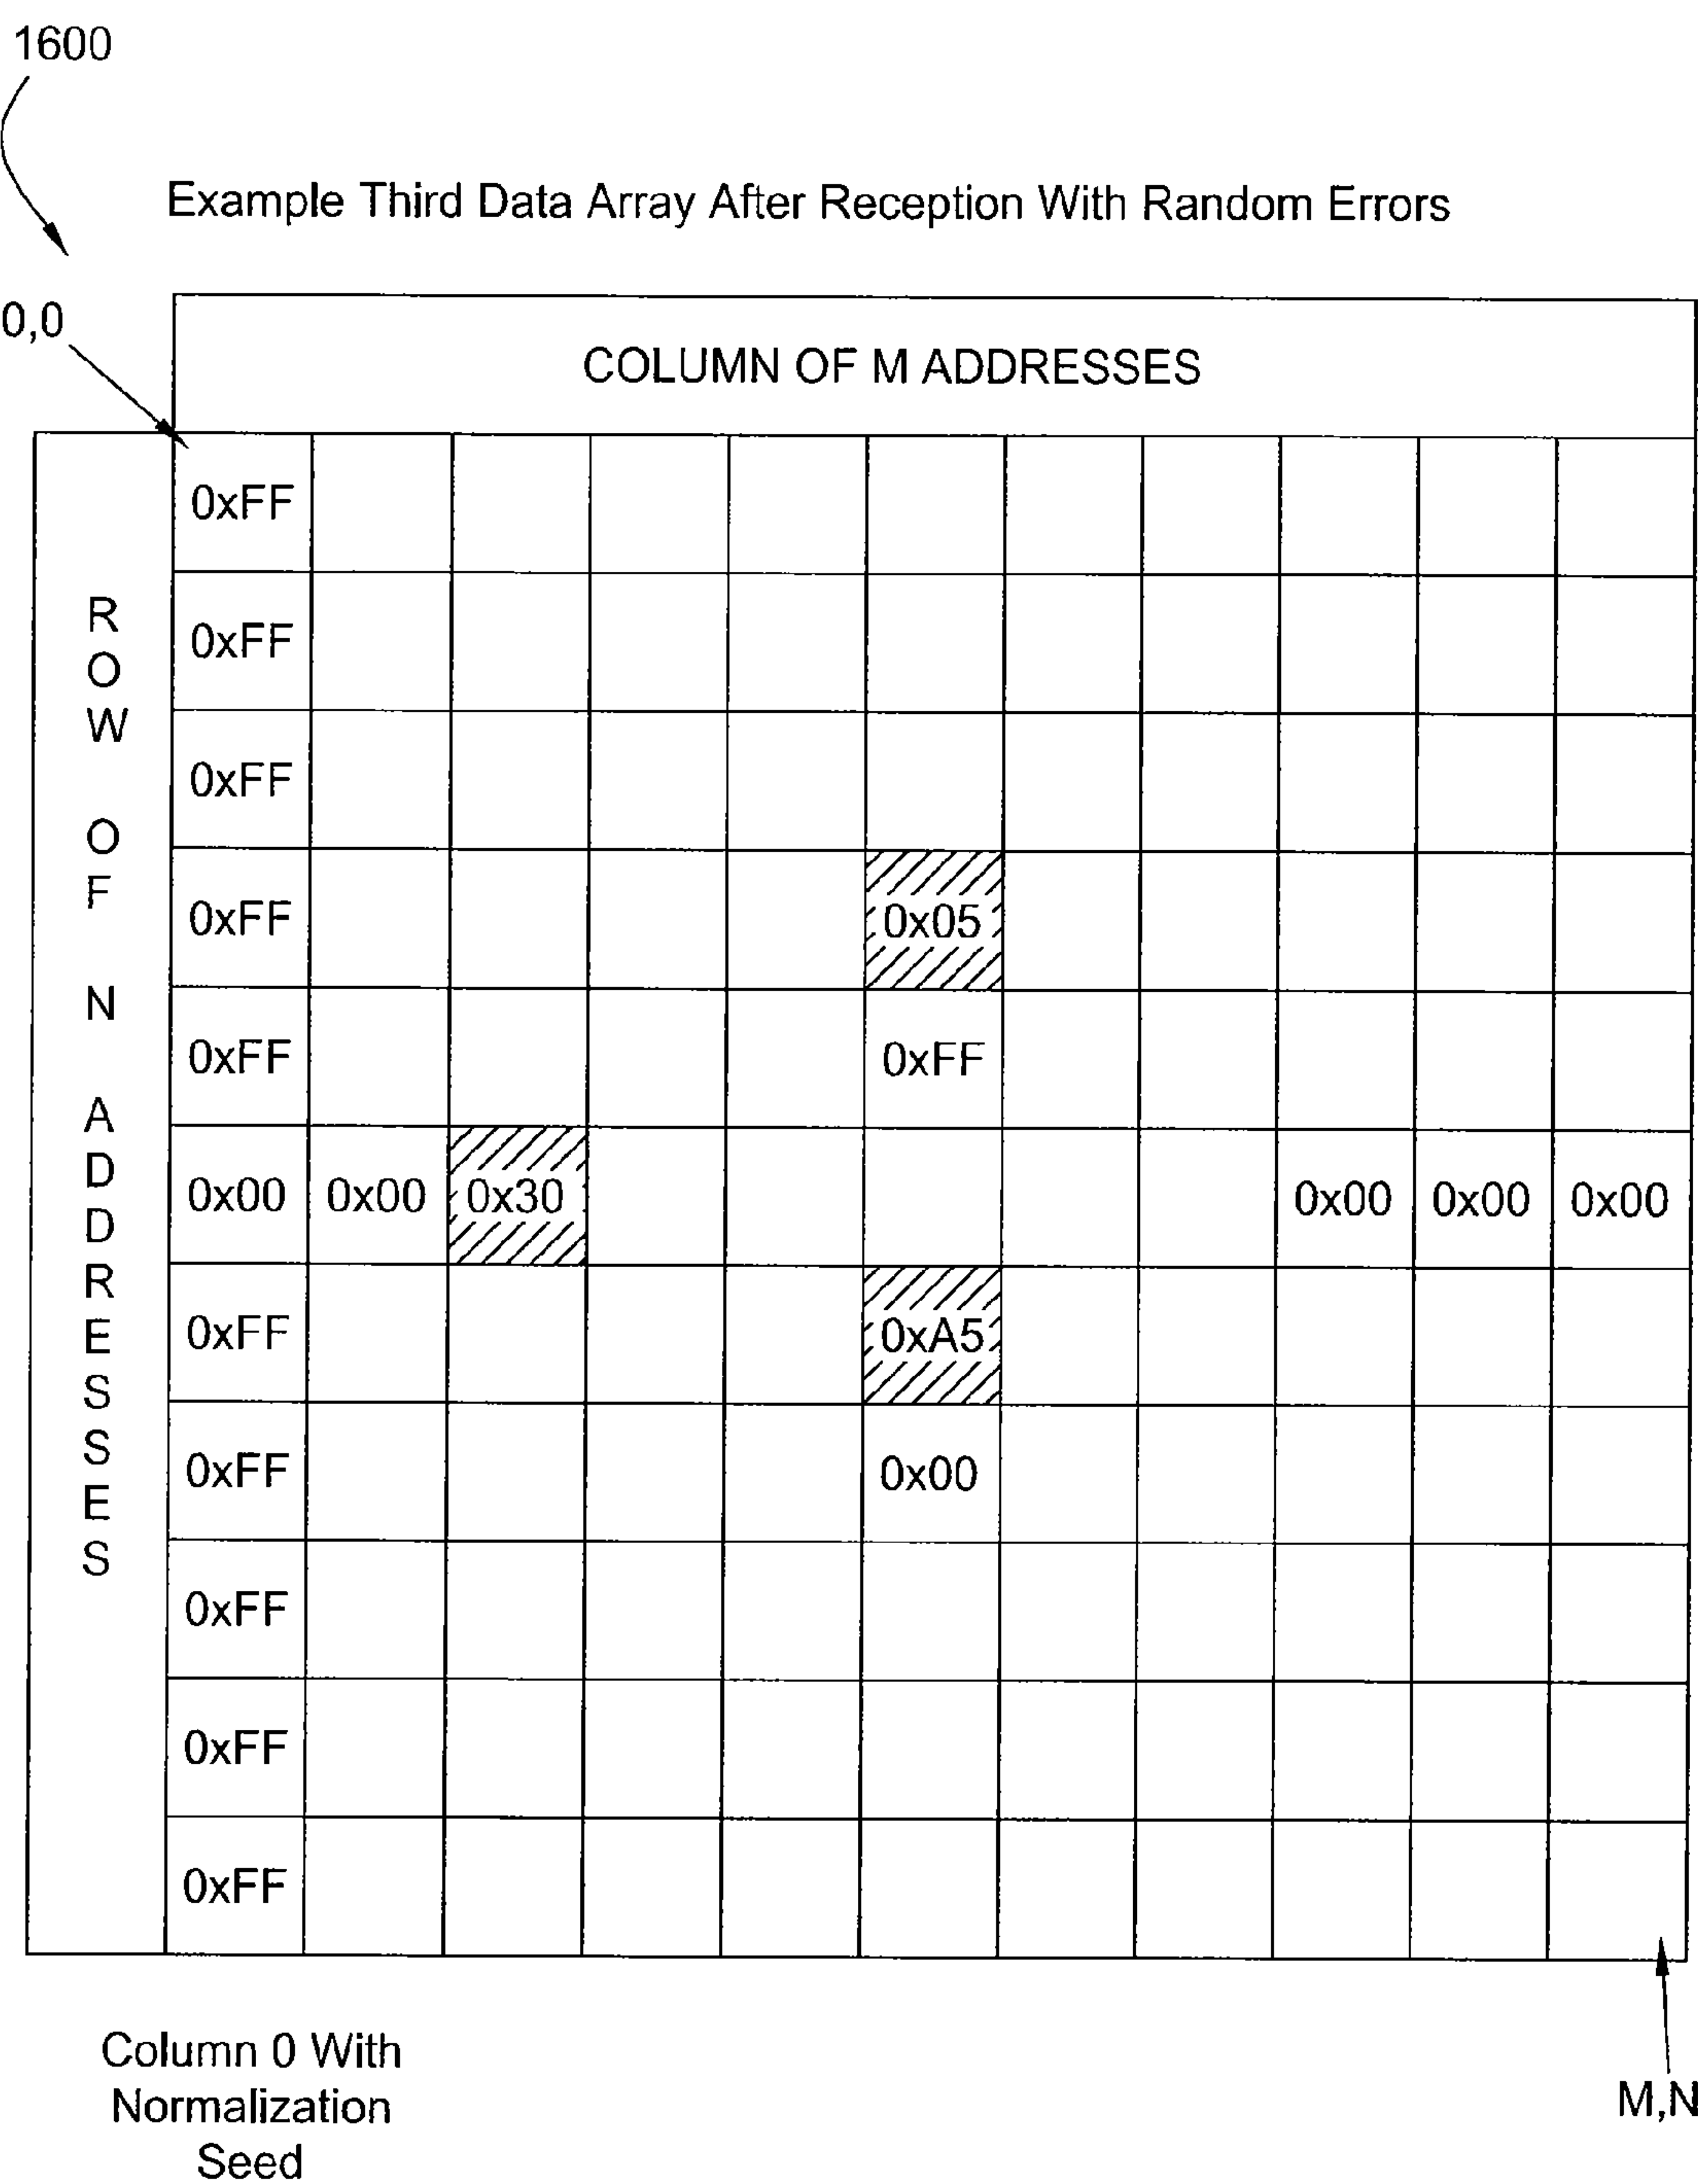 1600
Example Third Data Array After Reception With Random Errors
0,0
COLUMN OF M ADDRESSES
ROW OF N ADDRESSES
0xFF
0xFF
0xFF
0xFF 0x05
0xFF 0xFF
0x00 0x00 0x30 0x00 0x00 0x00
0xFF 0xA5
0xFF 0x00
0xFF
0xFF
0xFF
Column 0 With
Normalization
Seed
M,N